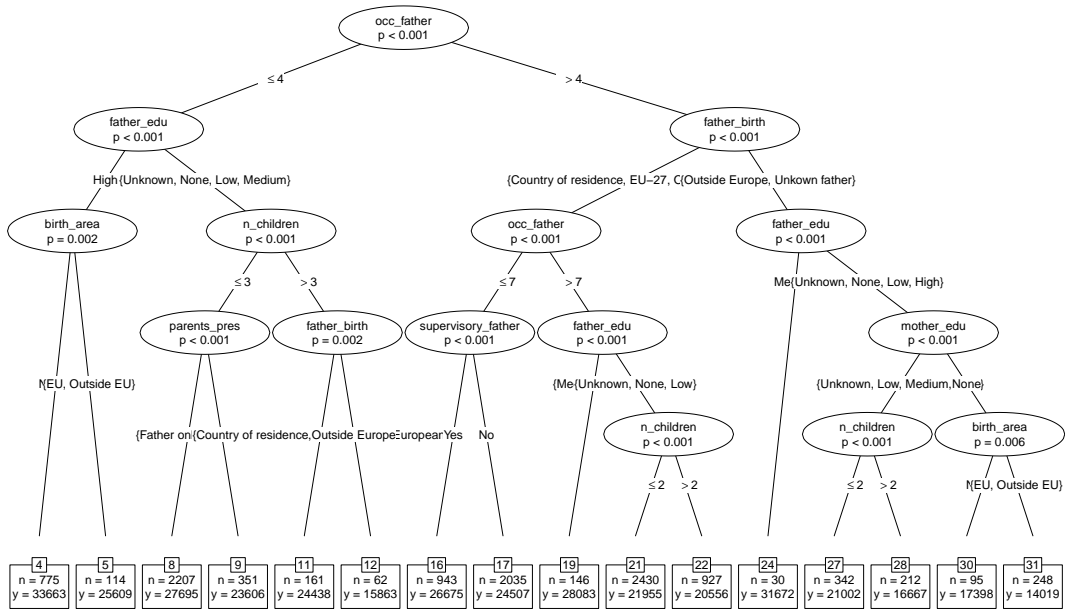 occ_father
p < 0.001
≤ 4
> 4
father_edu
p < 0.001
father_birth
p < 0.001
High
{Unknown, None, Low, Medium}
{Country of residence, EU−27,
{Outside Europe, Unkown father}
birth_area
p = 0.002
n_children
p < 0.001
occ_father
p < 0.001
father_edu
p < 0.001
≤ 3
> 3
≤ 7
> 7
{Unknown, None, Low, High}
parents_pres
p < 0.001
father_birth
p = 0.002
supervisory_father
p < 0.001
father_edu
p < 0.001
mother_edu
p < 0.001
{EU, Outside EU}
{Unknown, None, Low}
{Unknown, Low, Medium,
None}
{Father
{Country of residence,
Outside Europe
European
Yes
No
n_children
p < 0.001
n_children
p < 0.001
birth_area
p = 0.006
≤ 2
> 2
≤ 2
> 2
{EU, Outside EU}
4
n = 775
y = 33663
5
n = 114
y = 25609
8
n = 2207
y = 27695
9
n = 351
y = 23606
11
n = 161
y = 24438
12
n = 62
y = 15863
16
n = 943
y = 26675
17
n = 2035
y = 24507
19
n = 146
y = 28083
21
n = 2430
y = 21955
22
n = 927
y = 20556
24
n = 30
y = 31672
27
n = 342
y = 21002
28
n = 212
y = 16667
30
n = 95
y = 17398
31
n = 248
y = 14019